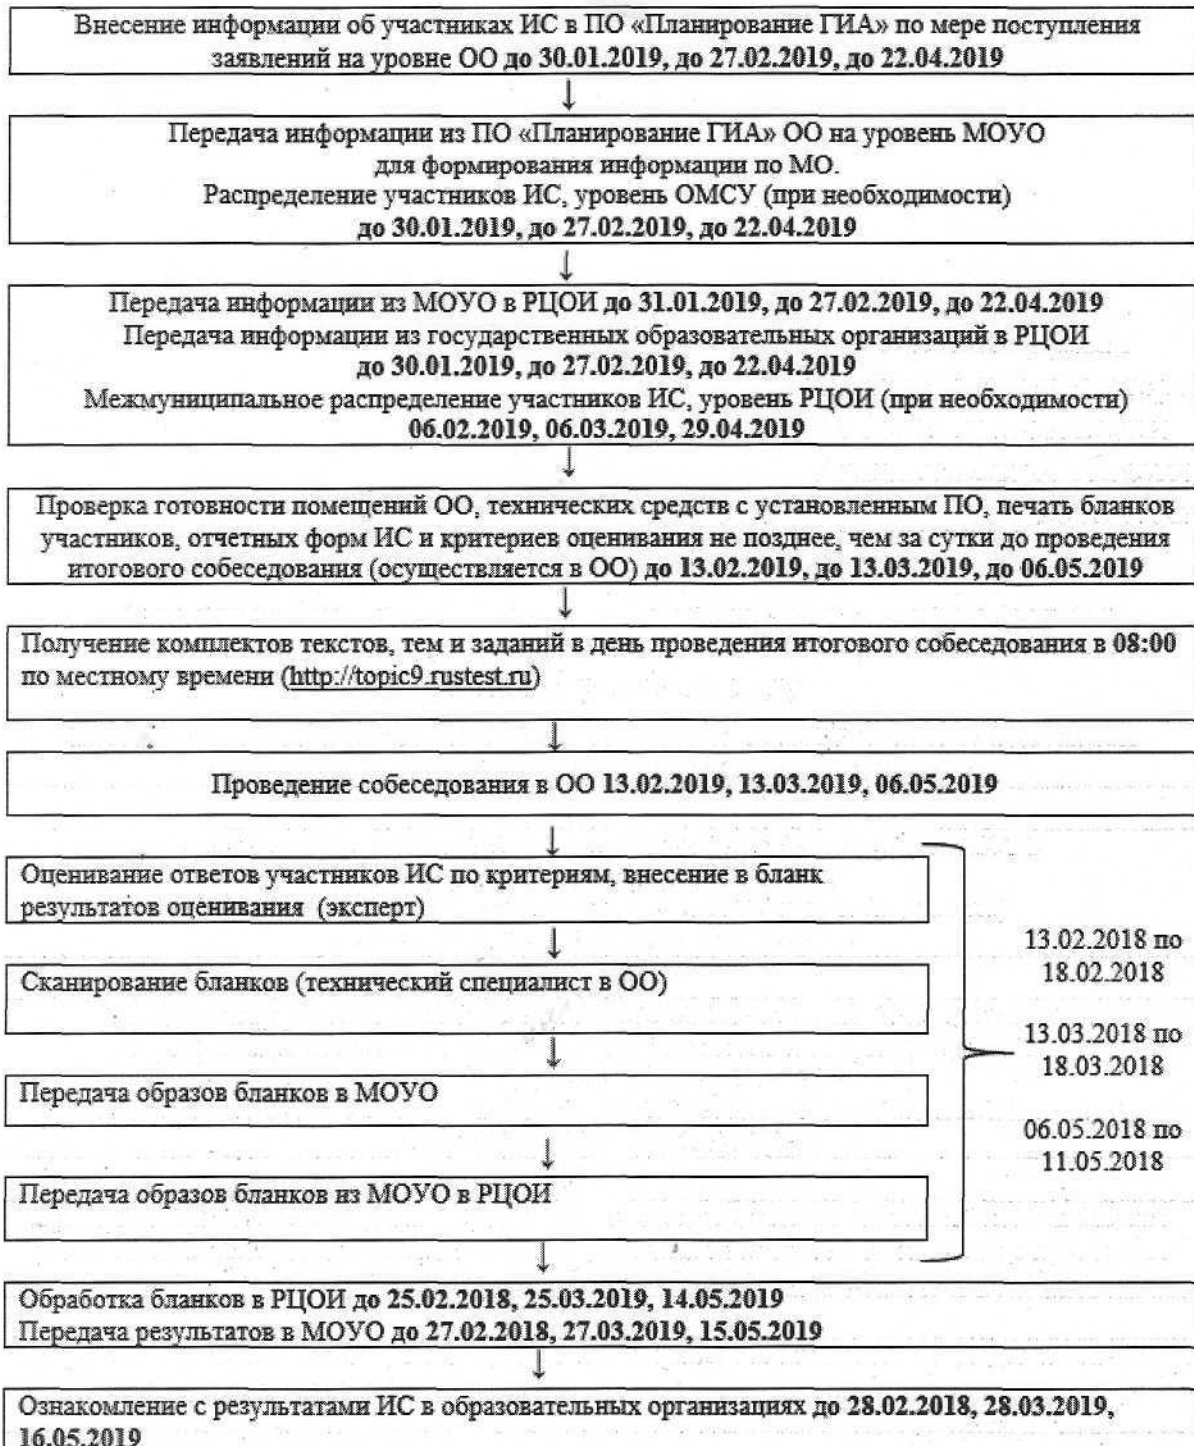 Внесение информации об участниках ИС в ПО «Планирование ГИА» по мере поступления
заявлений на уровне ОО до 30.01.2019, до 27.02.2019, до 22.04.2019
Передача информации из ПО «Планирование ГИА» ОО на уровень МОУО
для формирования информации по МО.
Распределение участников ИС, уровень ОМСУ (при необходимости)
до 30.01.2019, до 27.02.2019, до 22.04.2019
Передача информации из МОУО в РЦОИ до 31.01.2019, до 27.02.2019, до 22.04.2019
Передача информации из государственных образовательных организаций в РЦОИ
до 30.01.2019, до 27.02.2019, до 22.04.2019
Межмуниципальное распределение участников ИС, уровень РЦОИ (при необходимости)
06.02.2019, 06.03.2019, 29.04.2019
Проверка готовности помещений ОО, технических средств с установленным ПО, печать бланков
участников, отчетных форм ИС и критериев оценивания не позднее, чем за сутки до проведения
итогового собеседования (осуществляется в ОО) до 13.02.2019, до 13.03.2019, до 06.05.2019
Получение комплектов текстов, тем и заданий в день проведения итогового собеседования в 08:00
по местному времени (http://topic9.rustest.ru)
Проведение собеседования в ОО 13.02.2019, 13.03.2019, 06.05.2019
Оценивание ответов участников ИС по критериям, внесение в бланк
результатов оценивания (эксперт)
Сканирование бланков (технический специалист в ОО)
Передача образов бланков в МОУО
Передача образов бланков из МОУО в РЦОИ
13.02.2018 по
18.02.2018
13.03.2018 по
18.03.2018
06.05.2018 по
11.05.2018
Обработка бланков в РЦОИ до 25.02.2018, 25.03.2019, 14.05.2019
Передача результатов в МОУО до 27.02.2018, 27.03.2019, 15.05.2019
Ознакомление с результатами ИС в образовательных организациях до 28.02.2018, 28.03.2019,
16.05.2019